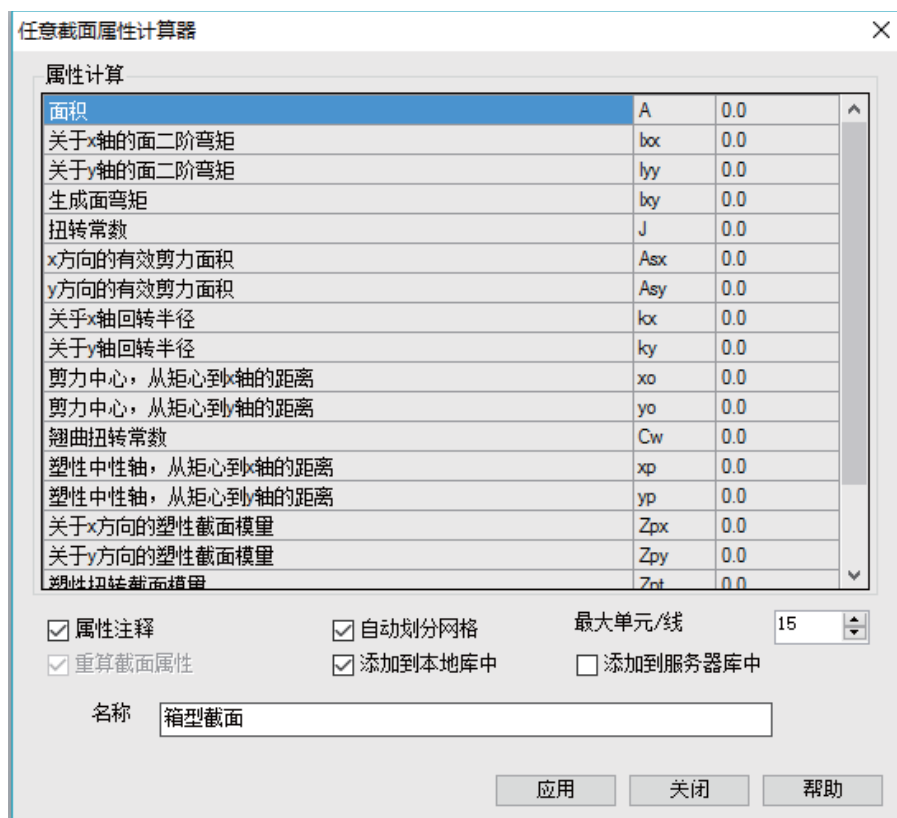 任意截面属性计算器
属性计算
面积 A 0.0
关于x轴的面二阶弯矩 Ixx 0.0
关于y轴的面二阶弯矩 Iyy 0.0
生成面弯矩 Ixy 0.0
扭转常数 J 0.0
x方向的有效剪力面积 Asx 0.0
y方向的有效剪力面积 Asy 0.0
关乎x轴回转半径 kx 0.0
关于y轴回转半径 ky 0.0
剪力中心，从矩心到x轴的距离 xo 0.0
剪力中心，从矩心到y轴的距离 yo 0.0
翘曲扭转常数 Cw 0.0
塑性中性轴，从矩心到x轴的距离 xp 0.0
塑性中性轴，从矩心到y轴的距离 yp 0.0
关于x方向的塑性截面模量 Zpx 0.0
关于y方向的塑性截面模量 Zpy 0.0
塑性扭转截面模量 Zpt 0.0
属性注释 自动划分网格 最大单元/线 15
重算截面属性 添加到本地库中 添加到服务器库中
名称 箱型截面
应用 关闭 帮助